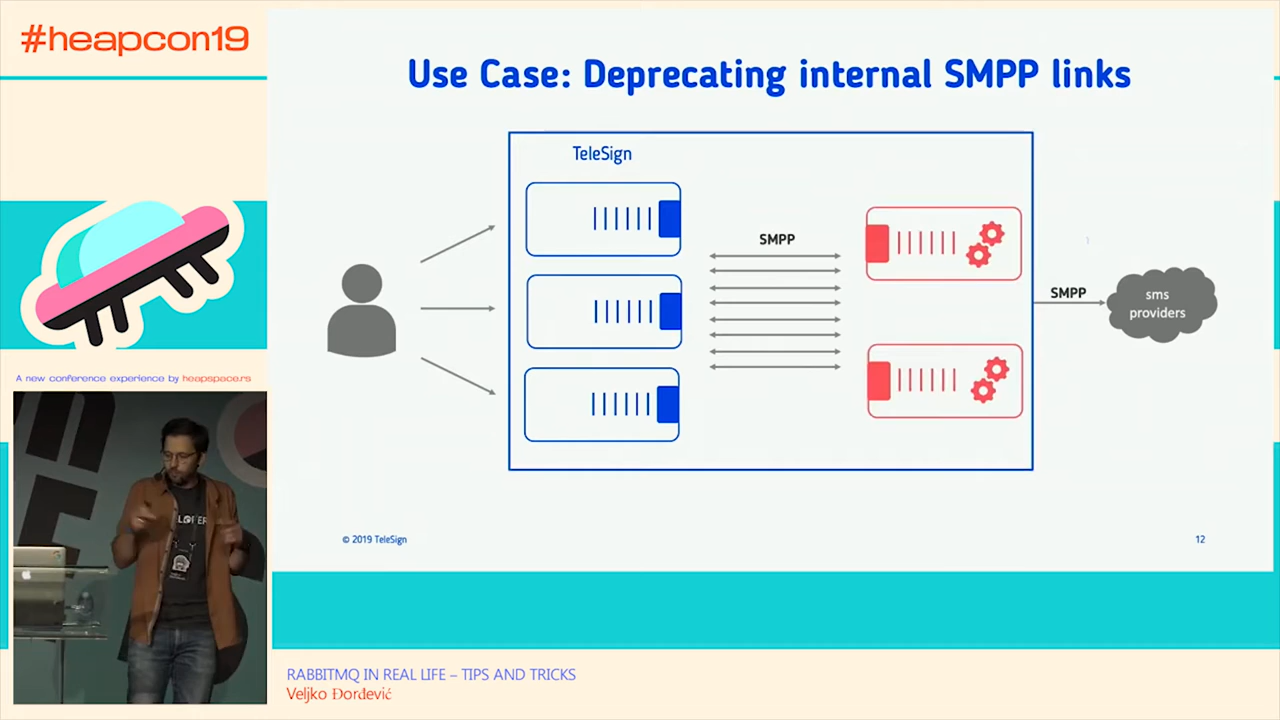 #heapcon19
A new conference experience by heapspace.rs
Use Case: Deprecating internal SMPP links
TeleSign
SMPP
SMPP
sms
providers
© 2019 TeleSign
12
RABBITMQ IN REAL LIFE – TIPS AND TRICKS
Veljko Đorđević